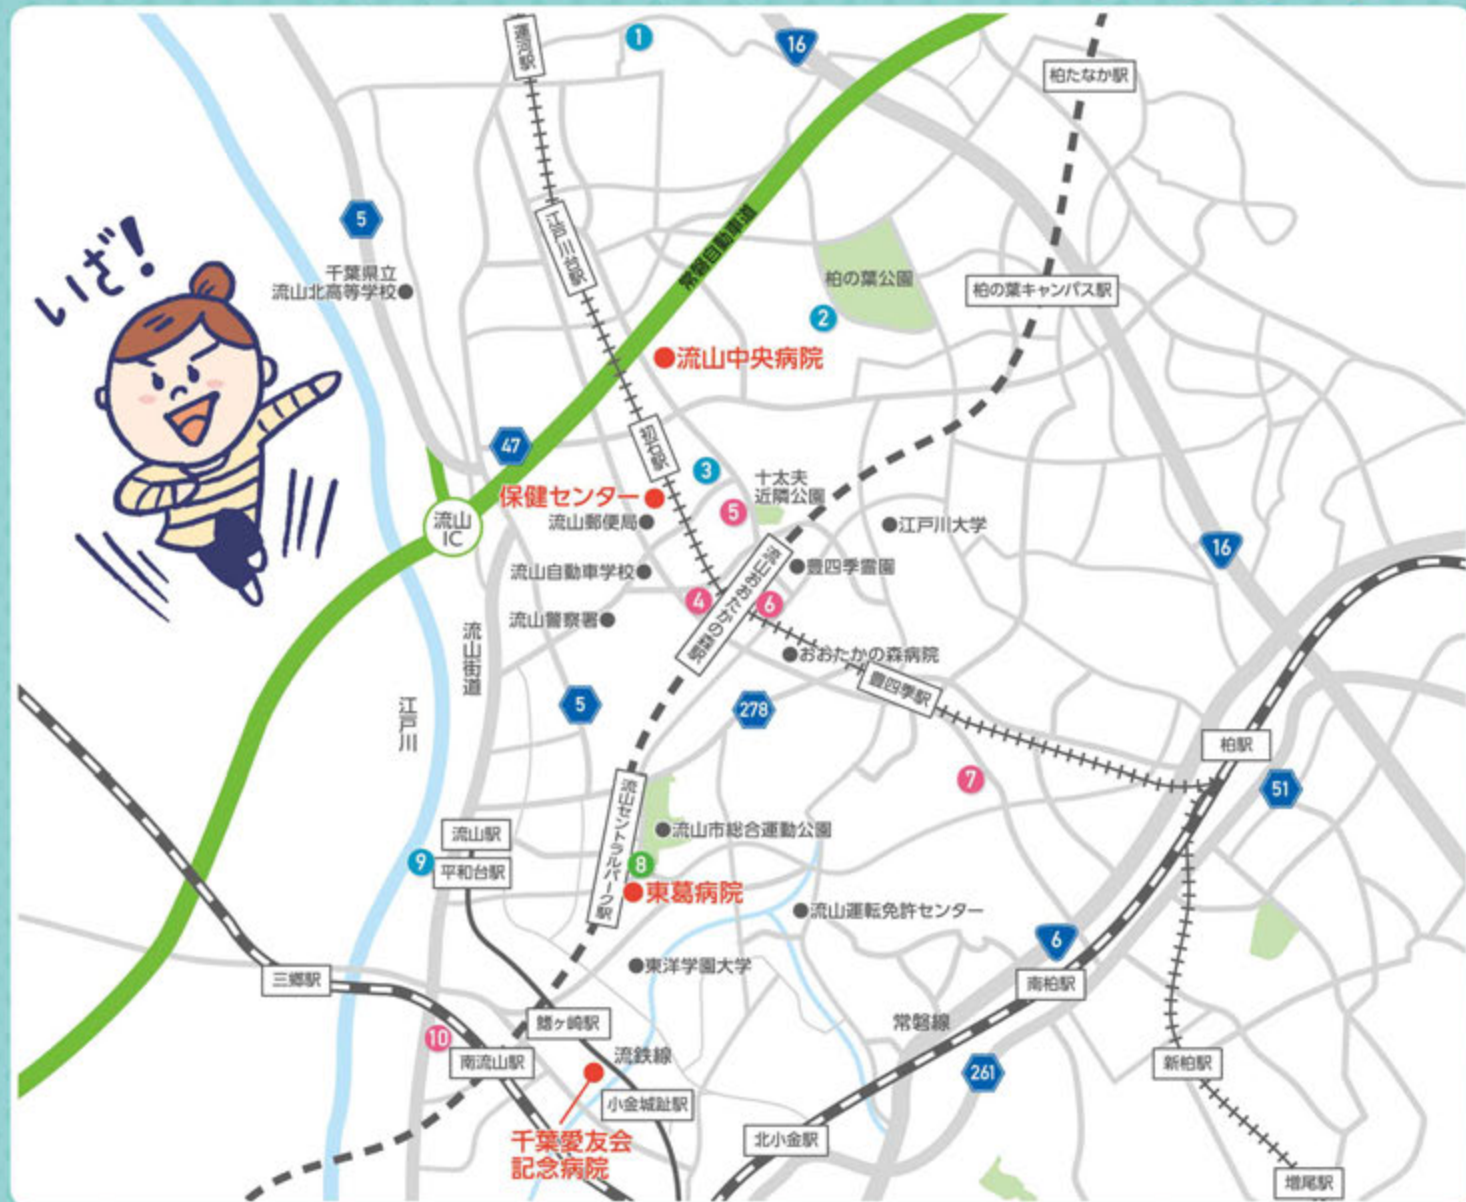 運河駅
1
16
柏たなか駅
5
いざ!
江戸川台駅
常磐自動車道
千葉県立
流山北高等学校
柏の葉公園
柏の葉キャンパス駅
2
流山中央病院
47
初石駅
3
十太夫
近隣公園
保健センター
5
流山郵便局
江戸川大学
流山
IC
16
流山自動車学校
豊四季霊園
4
6
流山おおたかの森駅
流山警察署
流山街道
おおたかの森病院
豊四季駅
江戸川
5
278
柏駅
7
51
流山セントラルパーク駅
流山駅
流山市総合運動公園
9
平和台駅
8
東葛病院
流山運転免許センター
6
東洋学園大学
三郷駅
南柏駅
鰭ヶ崎駅
常磐線
10
南流山駅
流鉄線
新柏駅
261
小金城趾駅
千葉愛友会
記念病院
北小金駅
増尾駅